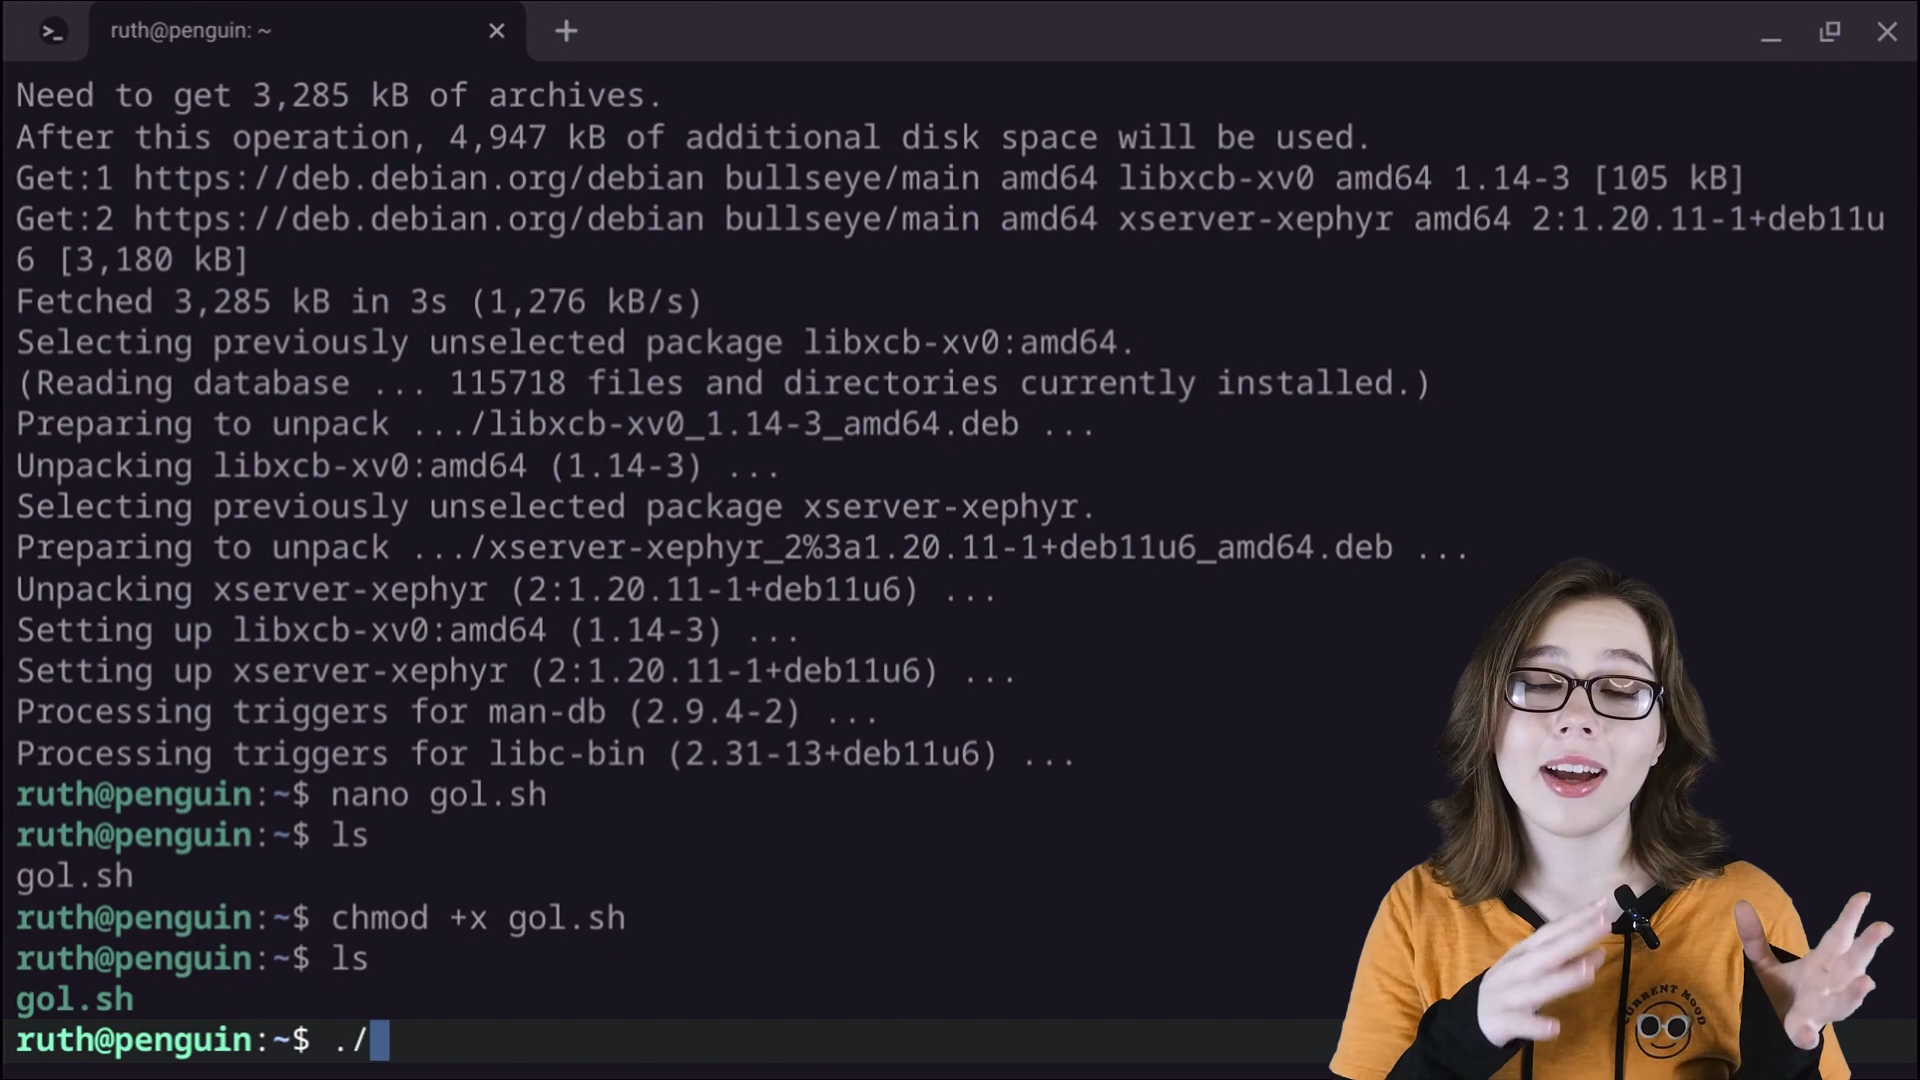 ruth@penguin: ~
Need to get 3,285 kB of archives.
After this operation, 4,947 kB of additional disk space will be used.
Get:1 https://deb.debian.org/debian bullseye/main amd64 libxcb-xv0 amd64 1.14-3 [105 kB]
Get:2 https://deb.debian.org/debian bullseye/main amd64 xserver-xephyr amd64 2:1.20.11-1+deb11u
6 [3,180 kB]
Fetched 3,285 kB in 3s (1,276 kB/s)
Selecting previously unselected package libxcb-xv0:amd64.
(Reading database ... 115718 files and directories currently installed.)
Preparing to unpack .../libxcb-xv0_1.14-3_amd64.deb ...
Unpacking libxcb-xv0:amd64 (1.14-3) ...
Selecting previously unselected package xserver-xephyr.
Preparing to unpack .../xserver-xephyr_2%3a1.20.11-1+deb11u6_amd64.deb ...
Unpacking xserver-xephyr (2:1.20.11-1+deb11u6) ...
Setting up libxcb-xv0:amd64 (1.14-3) ...
Setting up xserver-xephyr (2:1.20.11-1+deb11u6) ...
Processing triggers for man-db (2.9.4-2) ...
Processing triggers for libc-bin (2.31-13+deb11u6) ...
ruth@penguin:~$ nano gol.sh
ruth@penguin:~$ ls
gol.sh
ruth@penguin:~$ chmod +x gol.sh
ruth@penguin:~$ ls
gol.sh
ruth@penguin:~$ ./
CURRENT MOOD